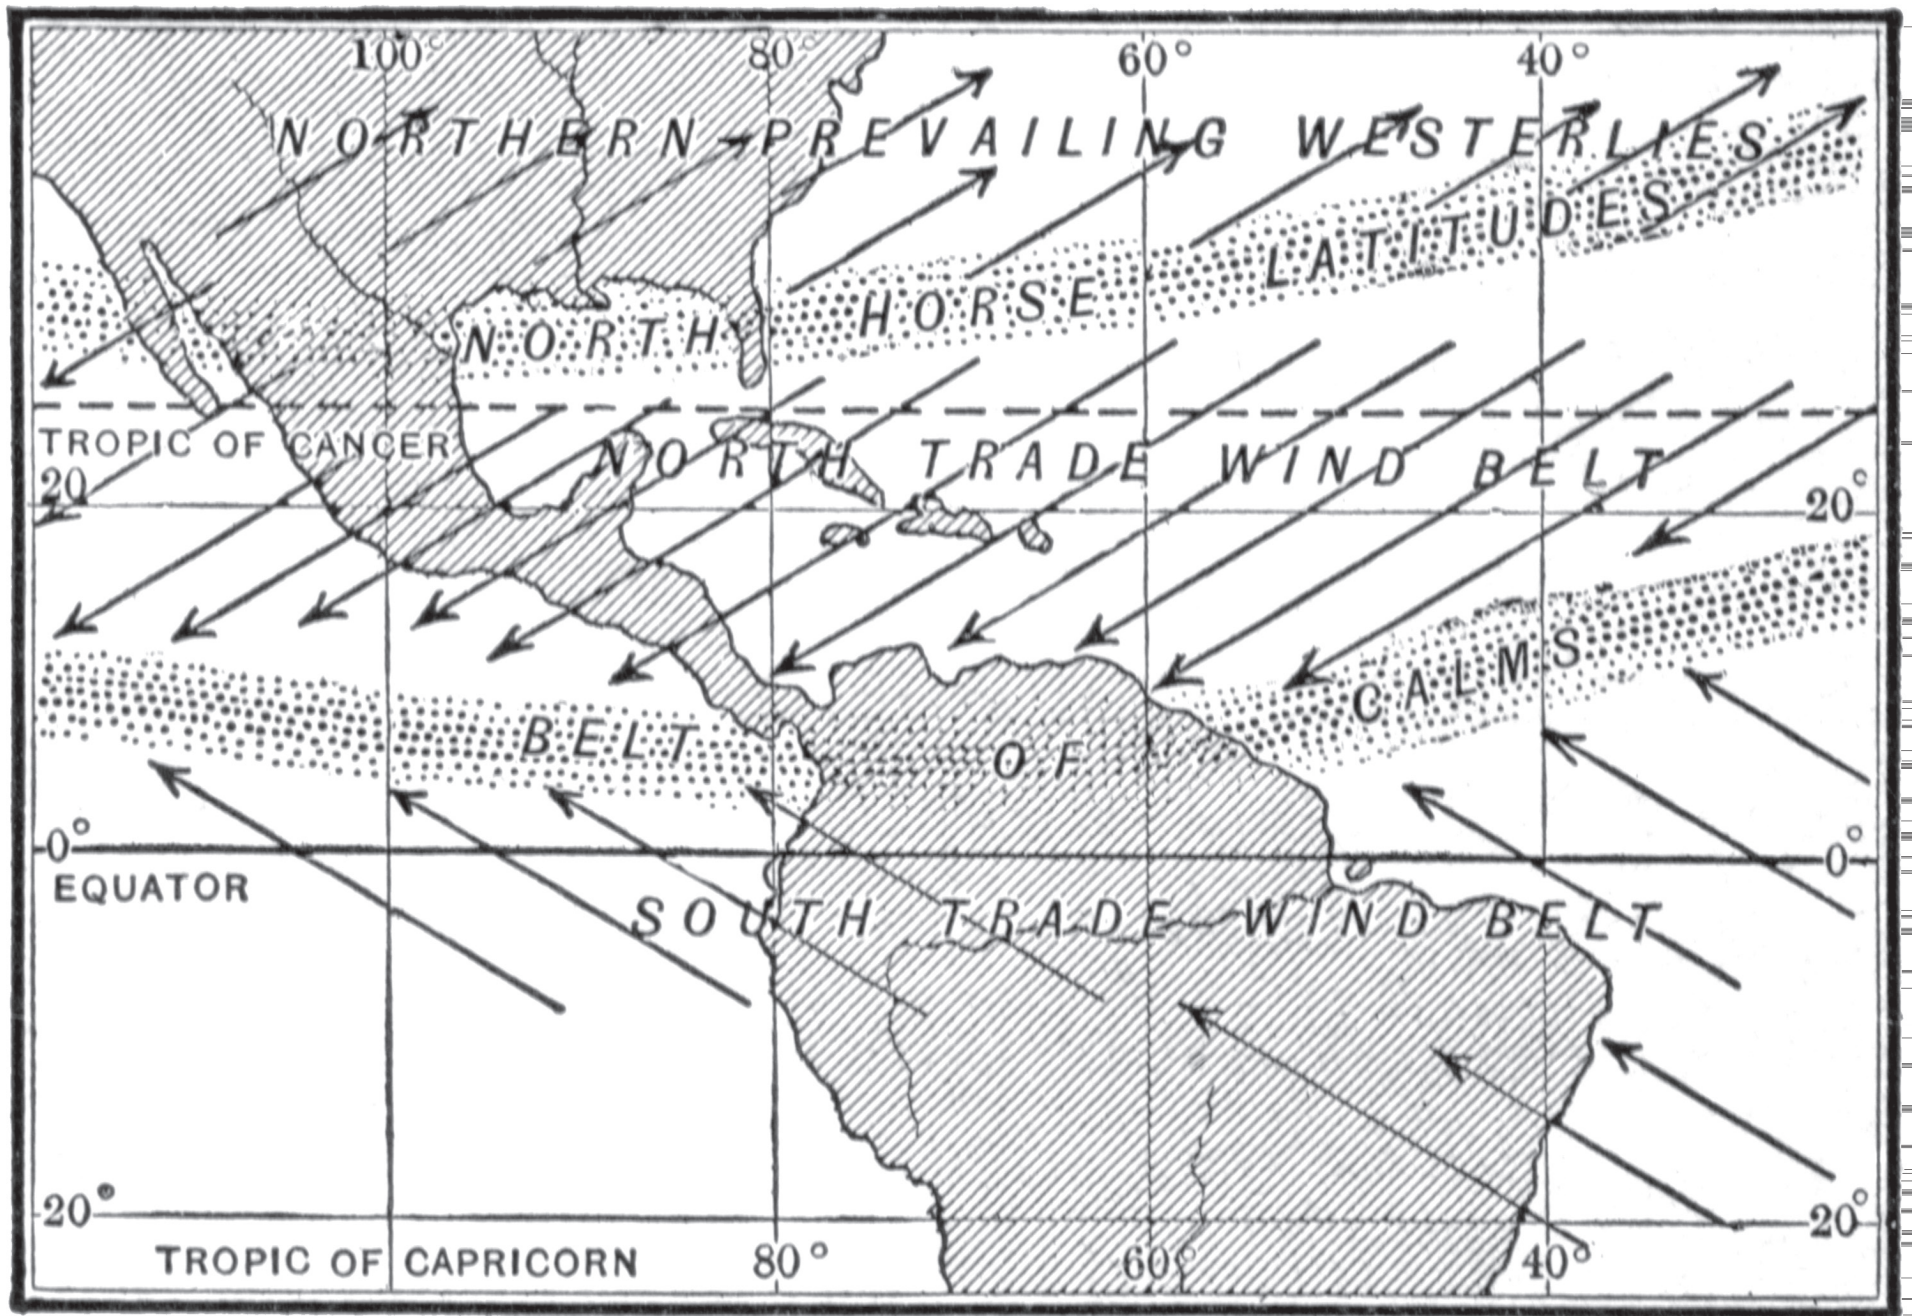 100° 80° 60° 40°
NORTHERN PREVAILING WESTERLIES
NORTH HORSE LATITUDES
TROPIC OF CANCER
NORTH TRADE WIND BELT
20 20°
BELT OF CALMS
0° 0°
EQUATOR
SOUTH TRADE WIND BELT
20° 20°
TROPIC OF CAPRICORN
80° 60° 40°